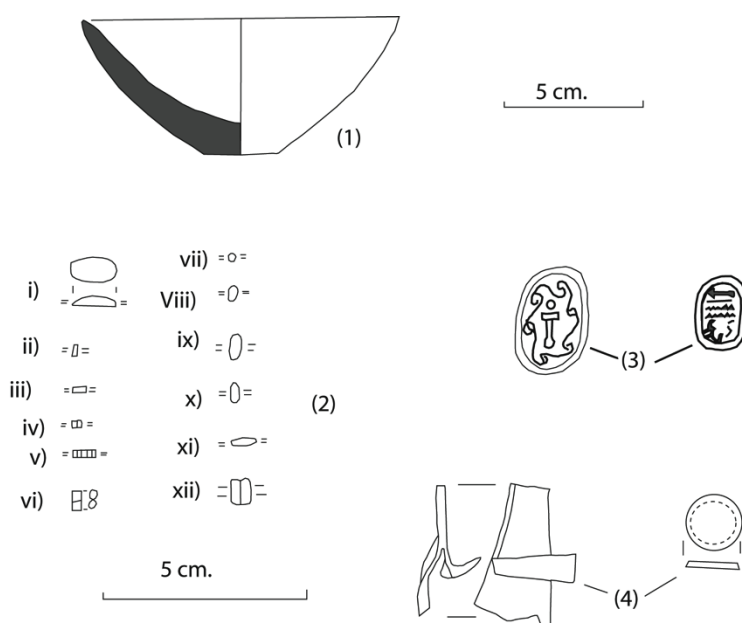 (1)
5 cm.
i)
ii)
iii)
iv)
v)
vi)
vii)
Viii)
ix)
x)
xi)
xii)
(2)
(3)
5 cm.
(4)